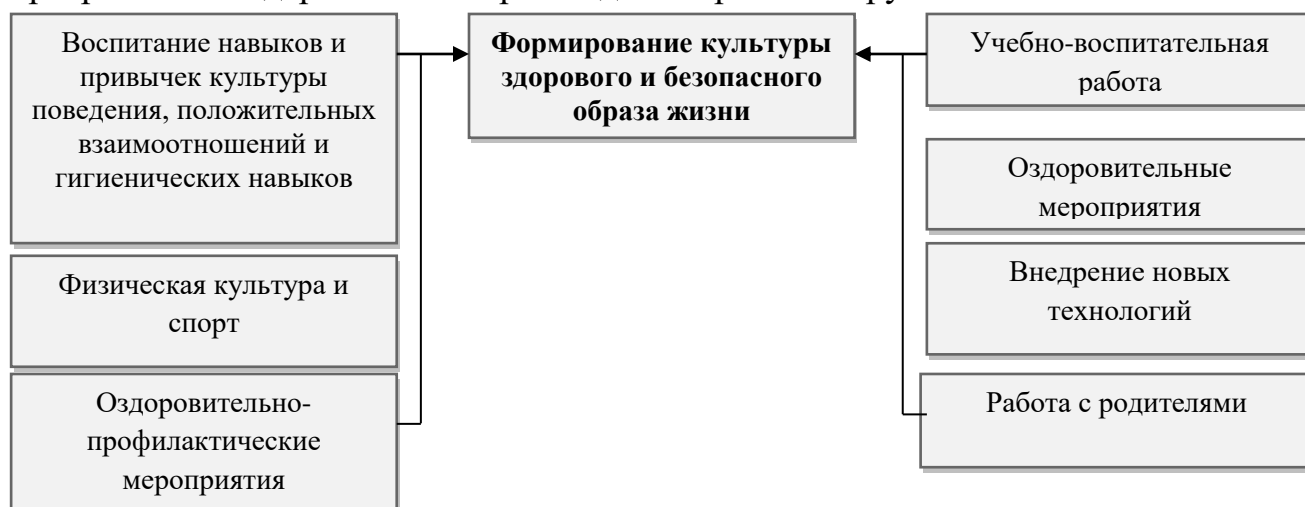 Воспитание навыков и
привычек культуры
поведения, положительных
взаимоотношений и
гигиенических навыков
Физическая культура и
спорт
Оздоровительно-
профилактические
мероприятия
Формирование культуры
здорового и безопасного
образа жизни
Учебно-воспитательная
работа
Оздоровительные
мероприятия
Внедрение новых
технологий
Работа с родителями